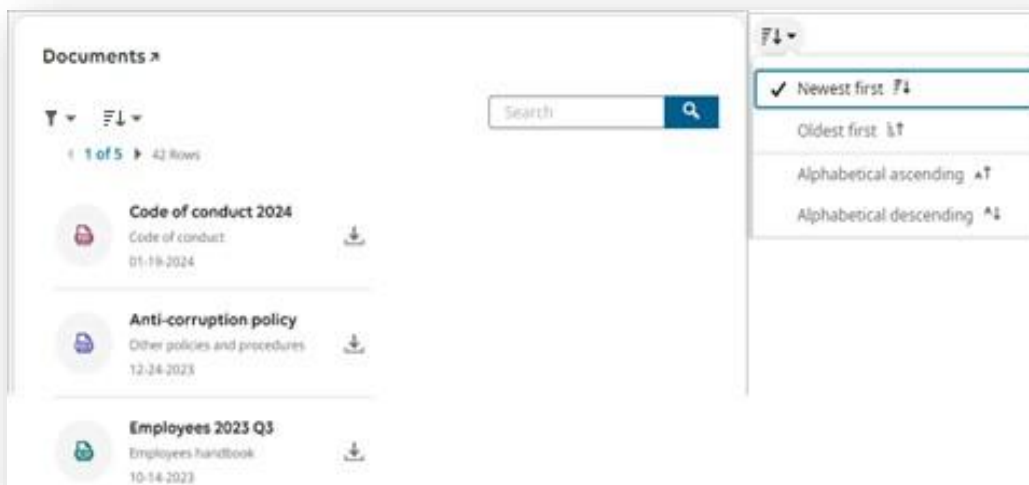 Documents
Search
1 of 5 42 Rows
Code of conduct 2024
Code of conduct
01-19-2024
Anti-corruption policy
Other policies and procedures
12-24-2023
Employees 2023 Q3
Employees handbook
10-14-2023
Newest first
Oldest first
Alphabetical ascending
Alphabetical descending